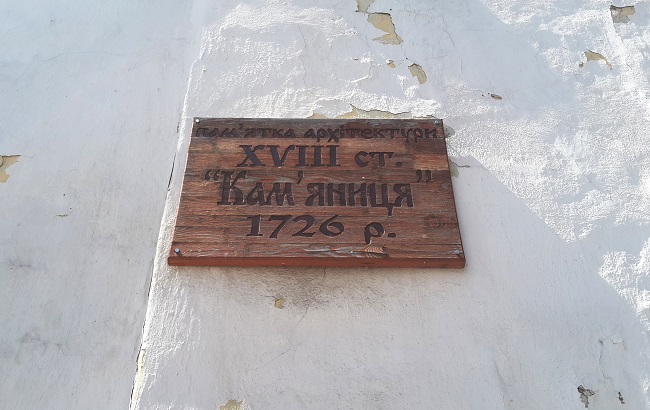 пам'ятка архітектури
XVIII ст.
"Кам'яниця"
1726 р.